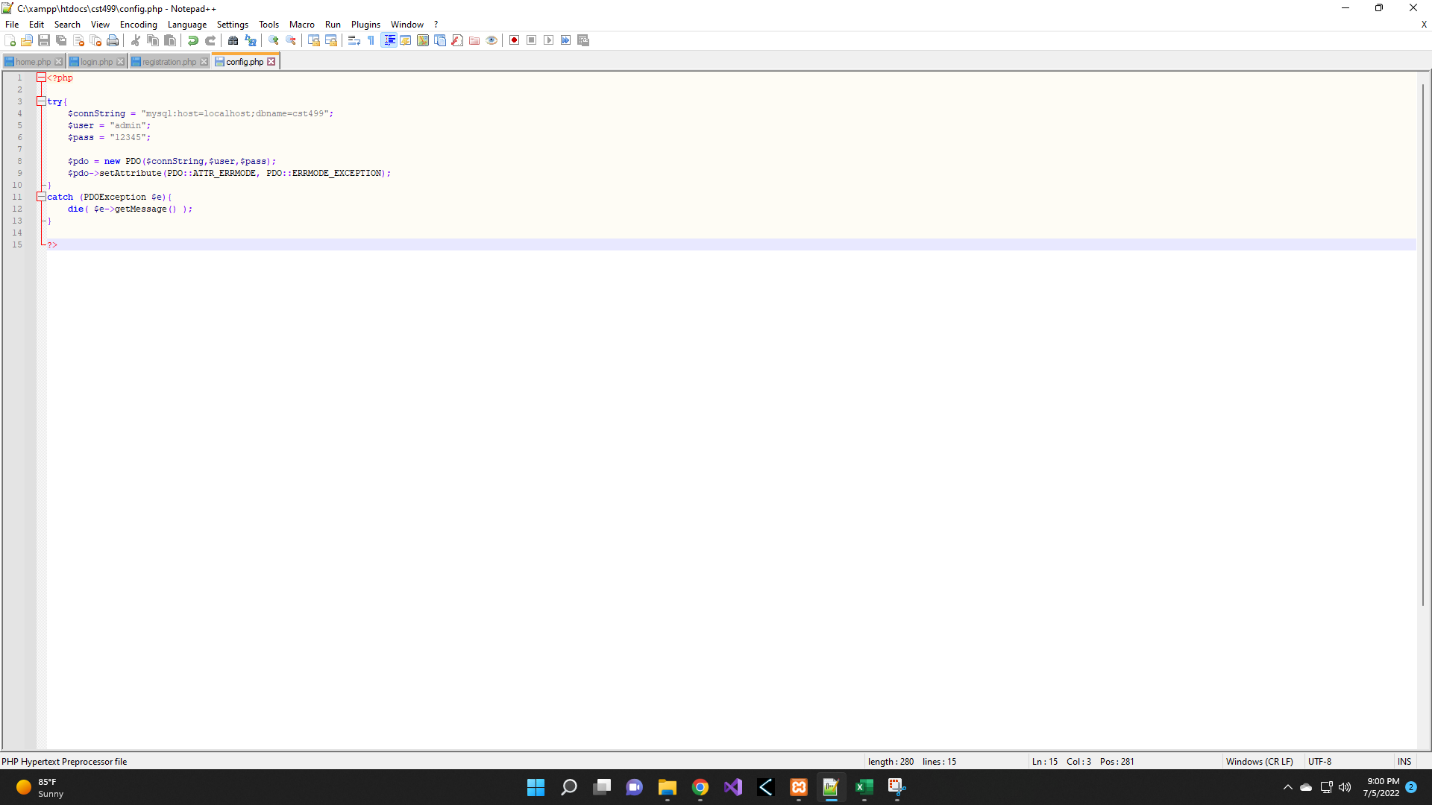 C:\xampp\htdocs\cst499\config.php - Notepad++
File Edit Search View Encoding Language Settings Tools Macro Run Plugins Window ? X
home.php login.php registration.php config.php
1 <?php
2
3 try{
4 $connString = "mysql:host=localhost;dbname=cst499";
5 $user = "admin";
6 $pass = "12345";
7
8 $pdo = new PDO($connString,$user,$pass);
9 $pdo->setAttribute(PDO::ATTR_ERRMODE, PDO::ERRMODE_EXCEPTION);
10 }
11 catch (PDOException $e){
12 die( $e->getMessage() );
13 }
14
15 ?>
PHP Hypertext Preprocessor file length : 280 lines : 15 Ln : 15 Col : 3 Pos : 281 Windows (CR LF) UTF-8 INS
85°F
Sunny
9:00 PM
7/5/2022
2